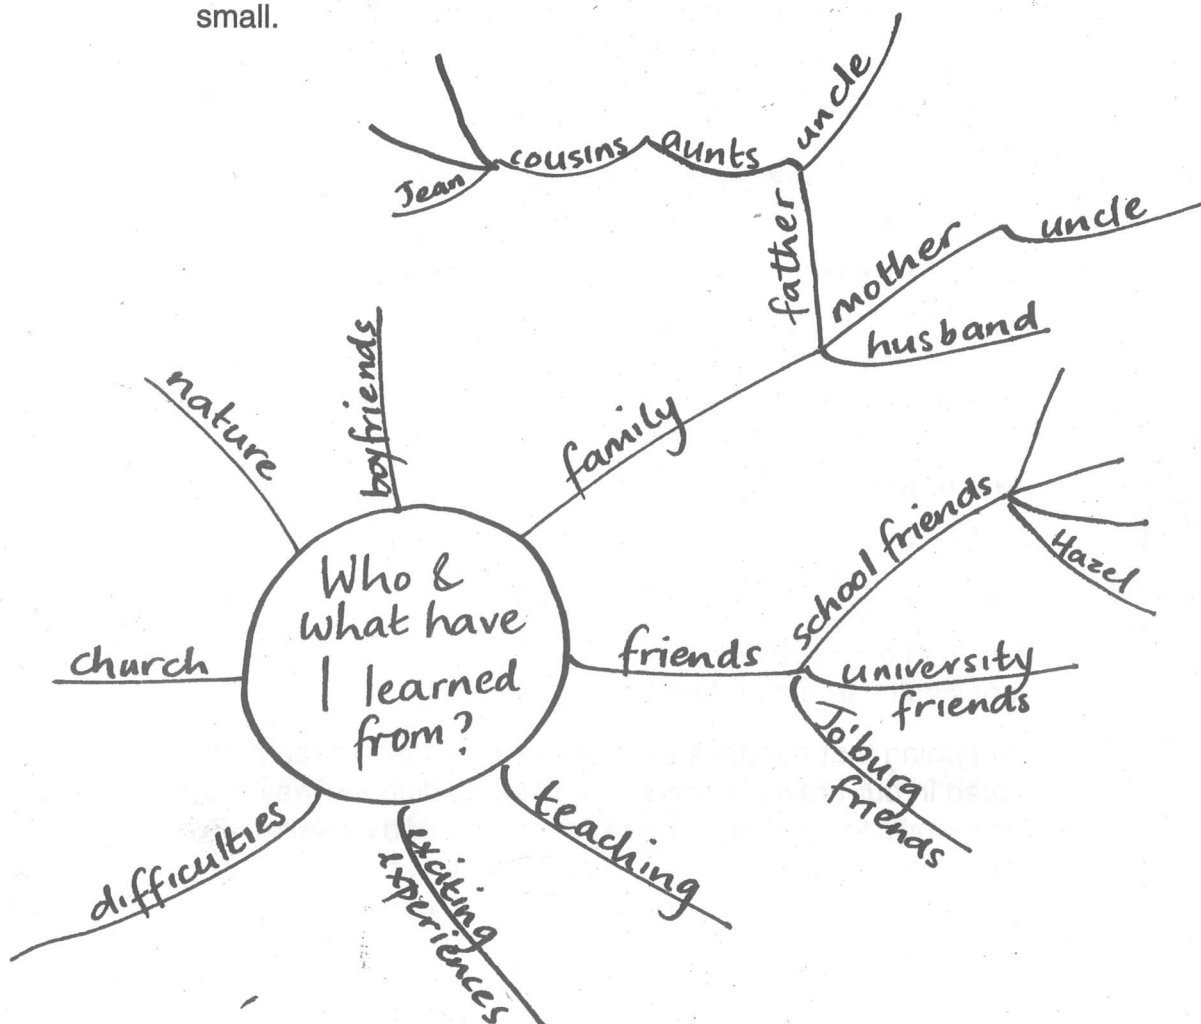 small.
uncle
cousins
aunts
Jean
father
mother
uncle
husband
boyfriends
nature
family
school friends
Hazel
Who &
what have
I learned
from?
church
friends
university
friends
Jo'burg
friends
teaching
difficulties
exciting
experiences